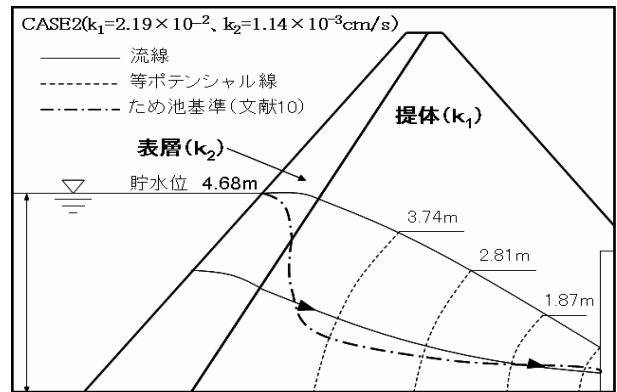 CASE2(k₁=2.19×10⁻²、k₂=1.14×10⁻³cm/s)
流線
等ポテンシャル線
ため池基準(文献10)
提体(k₁)
表層(k₂)
貯水位 4.68m
3.74m
2.81m
1.87m